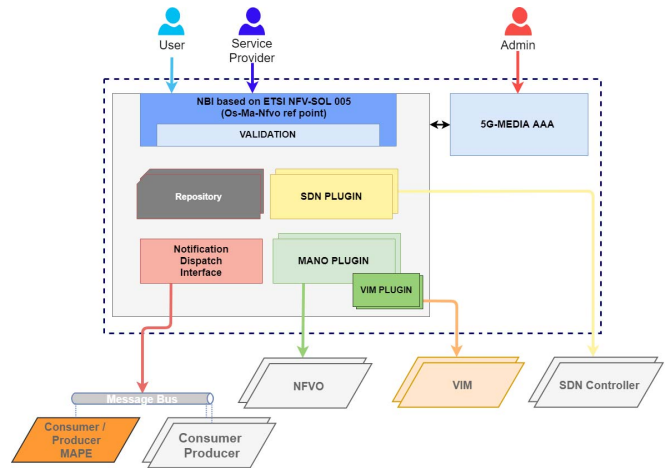 User
Service
Provider
Admin
NBI based on ETSI NFV-SOL 005
(Os-Ma-Nfvo ref point)
VALIDATION
5G-MEDIA AAA
Repository
SDN PLUGIN
Notification
Dispatch
Interface
MANO PLUGIN
VIM PLUGIN
NFVO
VIM
SDN Controller
Message Bus
Consumer /
Producer
MAPE
Consumer
Producer